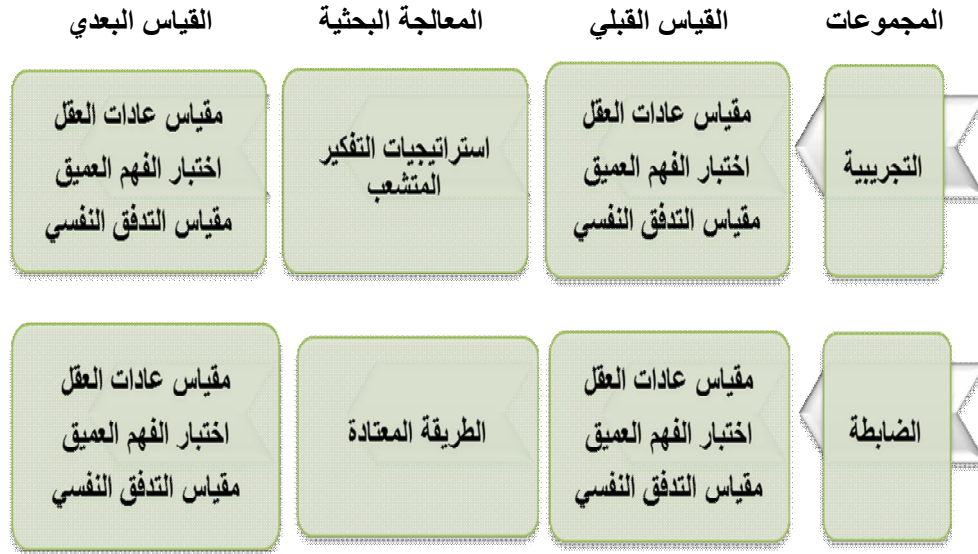 المجموعات
القياس القبلي
المعالجة البحثية
القياس البعدي
التجريبية
مقياس عادات العقل
اختبار الفهم العميق
مقياس التدفق النفسي
استراتيجيات التفكير
المتشعب
مقياس عادات العقل
اختبار الفهم العميق
مقياس التدفق النفسي
الضابطة
مقياس عادات العقل
اختبار الفهم العميق
مقياس التدفق النفسي
الطريقة المعتادة
مقياس عادات العقل
اختبار الفهم العميق
مقياس التدفق النفسي